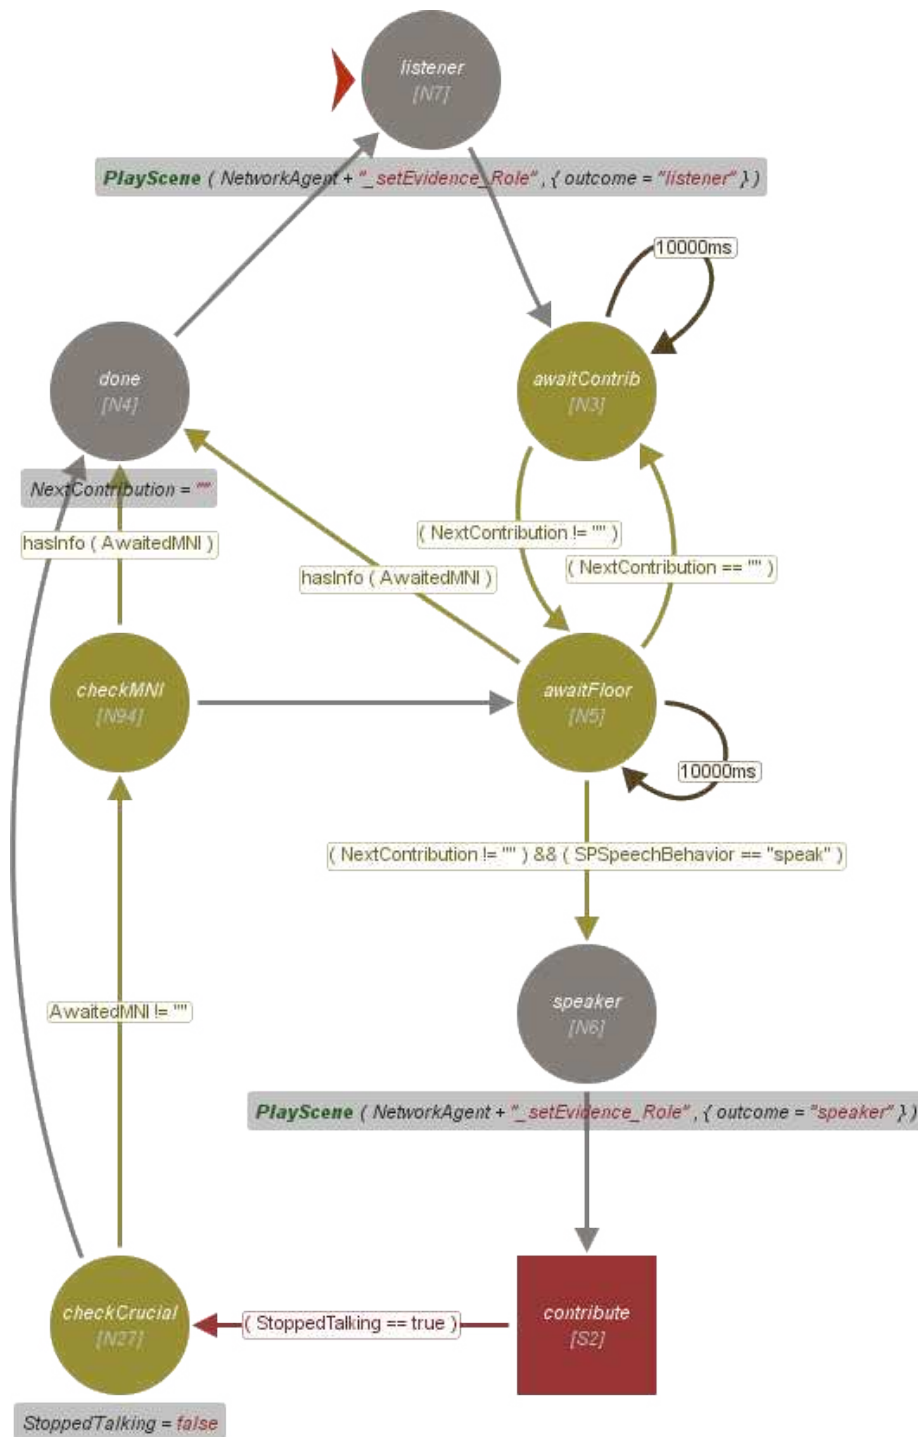 listener
[N7]
PlayScene ( NetworkAgent + "_setEvidence_Role" , { outcome = "listener" } )
10000ms
done
[N4]
awaitContrib
[N3]
NextContribution = ""
( NextContribution != "" )
hasInfo ( AwaitedMNI )
( NextContribution == "" )
hasInfo ( AwaitedMNI )
checkMNI
[N94]
awaitFloor
[N5]
10000ms
( NextContribution != "" ) && ( SPSpeechBehavior == "speak" )
AwaitedMNI != ""
speaker
[N6]
PlayScene ( NetworkAgent + "_setEvidence_Role" , { outcome = "speaker" } )
checkCrucial
[N27]
( StoppedTalking == true )
contribute
[S2]
StoppedTalking = false